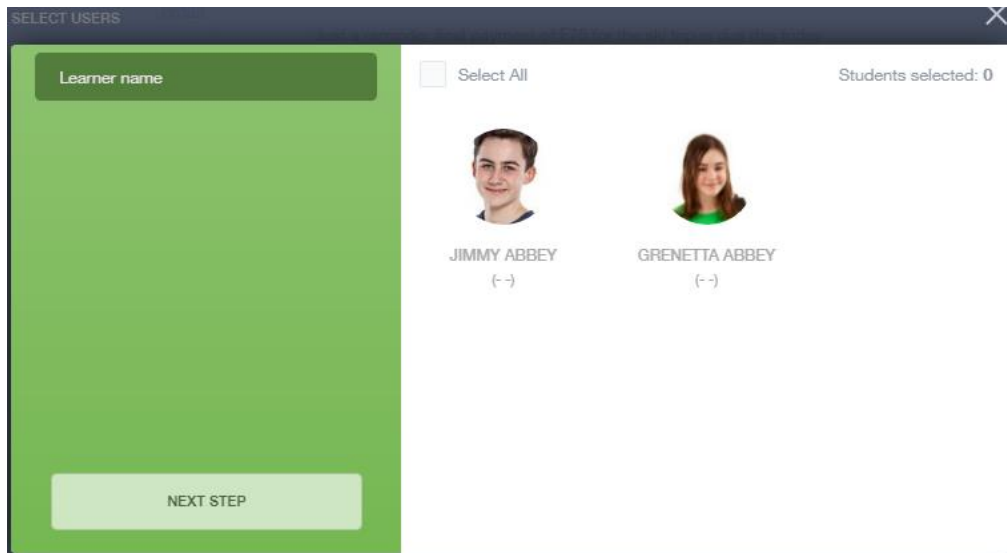 SELECT USERS
Learner name
Select All
Students selected: 0
JIMMY ABBEY
(- -)
GRENETTA ABBEY
(- -)
NEXT STEP